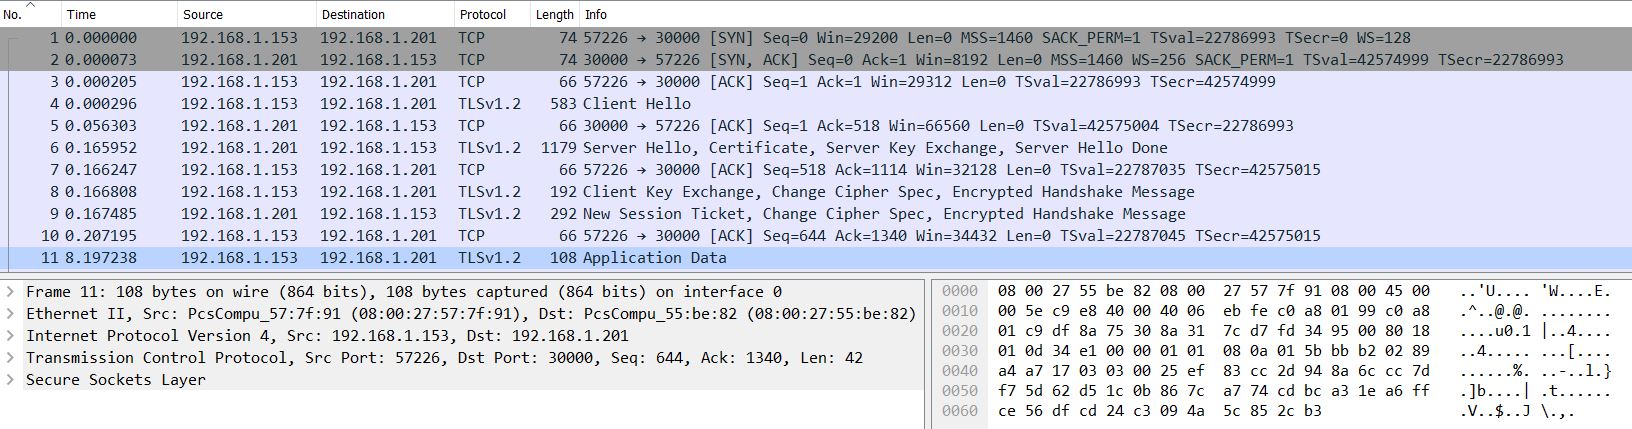 No. Time Source Destination Protocol Length Info
1 0.000000 192.168.1.153 192.168.1.201 TCP 74 57226 → 30000 [SYN] Seq=0 Win=29200 Len=0 MSS=1460 SACK_PERM=1 TSval=22786993 TSecr=0 WS=128
2 0.000073 192.168.1.201 192.168.1.153 TCP 74 30000 → 57226 [SYN, ACK] Seq=0 Ack=1 Win=8192 Len=0 MSS=1460 WS=256 SACK_PERM=1 TSval=42574999 TSecr=22786993
3 0.000205 192.168.1.153 192.168.1.201 TCP 66 57226 → 30000 [ACK] Seq=1 Ack=1 Win=29312 Len=0 TSval=22786993 TSecr=42574999
4 0.000296 192.168.1.153 192.168.1.201 TLSv1.2 583 Client Hello
5 0.056303 192.168.1.201 192.168.1.153 TCP 66 30000 → 57226 [ACK] Seq=1 Ack=518 Win=66560 Len=0 TSval=42575004 TSecr=22786993
6 0.165952 192.168.1.201 192.168.1.153 TLSv1.2 1179 Server Hello, Certificate, Server Key Exchange, Server Hello Done
7 0.166247 192.168.1.153 192.168.1.201 TCP 66 57226 → 30000 [ACK] Seq=518 Ack=1114 Win=32128 Len=0 TSval=22787035 TSecr=42575015
8 0.166808 192.168.1.153 192.168.1.201 TLSv1.2 192 Client Key Exchange, Change Cipher Spec, Encrypted Handshake Message
9 0.167485 192.168.1.201 192.168.1.153 TLSv1.2 292 New Session Ticket, Change Cipher Spec, Encrypted Handshake Message
10 0.207195 192.168.1.153 192.168.1.201 TCP 66 57226 → 30000 [ACK] Seq=644 Ack=1340 Win=34432 Len=0 TSval=22787045 TSecr=42575015
11 8.197238 192.168.1.153 192.168.1.201 TLSv1.2 108 Application Data
Frame 11: 108 bytes on wire (864 bits), 108 bytes captured (864 bits) on interface 0
Ethernet II, Src: PcsCompu_57:7f:91 (08:00:27:57:7f:91), Dst: PcsCompu_55:be:82 (08:00:27:55:be:82)
Internet Protocol Version 4, Src: 192.168.1.153, Dst: 192.168.1.201
Transmission Control Protocol, Src Port: 57226, Dst Port: 30000, Seq: 644, Ack: 1340, Len: 42
Secure Sockets Layer
0000 08 00 27 55 be 82 08 00 27 57 7f 91 08 00 45 00 ..'U.... 'W....E.
0010 00 5e c9 e8 40 00 40 06 eb fe c0 a8 01 99 c0 a8 .^..@.@. ........
0020 01 c9 df 8a 75 30 8a 31 7c d7 fd 34 95 00 80 18 ....u0.1 |..4....
0030 01 0d 34 e1 00 00 01 01 08 0a 01 5b bb b2 02 89 ..4..... ...[....
0040 a4 a7 17 03 03 00 25 ef 83 cc 2d 94 8a 6c cc 7d ......%. ..-..l.}
0050 f7 5d 62 d5 1c 0b 86 7c a7 74 cd bc a3 1e a6 ff .]b....| .t......
0060 ce 56 df cd 24 c3 09 4a 5c 85 2c b3 .V..$..J \.,.